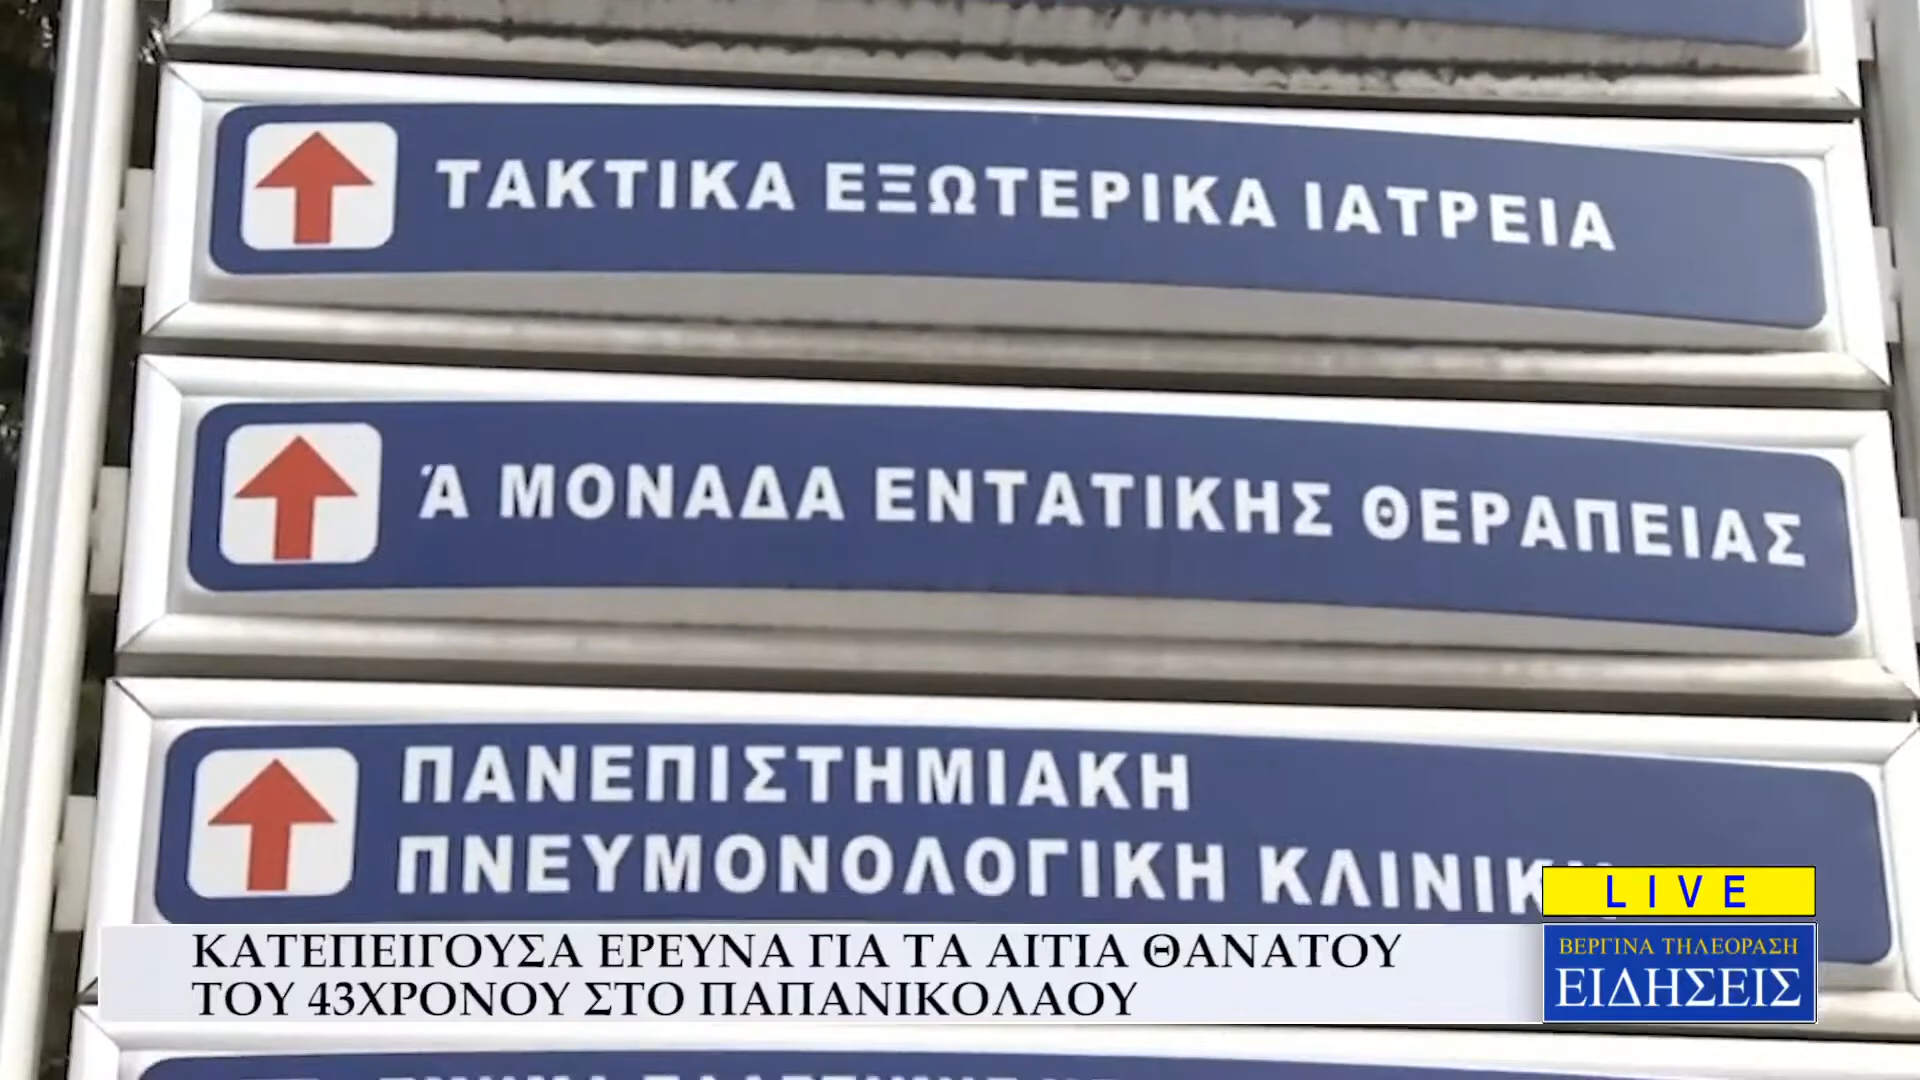 ΤΑΚΤΙΚΑ ΕΞΩΤΕΡΙΚΑ ΙΑΤΡΕΙΑ
Ά ΜΟΝΑΔΑ ΕΝΤΑΤΙΚΗΣ ΘΕΡΑΠΕΙΑΣ
ΠΑΝΕΠΙΣΤΗΜΙΑΚΗ
ΠΝΕΥΜΟΝΟΛΟΓΙΚΗ ΚΛΙΝΙΚΗ
LIVE
ΚΑΤΕΠΕΙΓΟΥΣΑ ΕΡΕΥΝΑ ΓΙΑ ΤΑ ΑΙΤΙΑ ΘΑΝΑΤΟΥ
ΤΟΥ 43ΧΡΟΝΟΥ ΣΤΟ ΠΑΠΑΝΙΚΟΛΑΟΥ
ΒΕΡΓΙΝΑ ΤΗΛΕΟΡΑΣΗ
ΕΙΔΗΣΕΙΣ